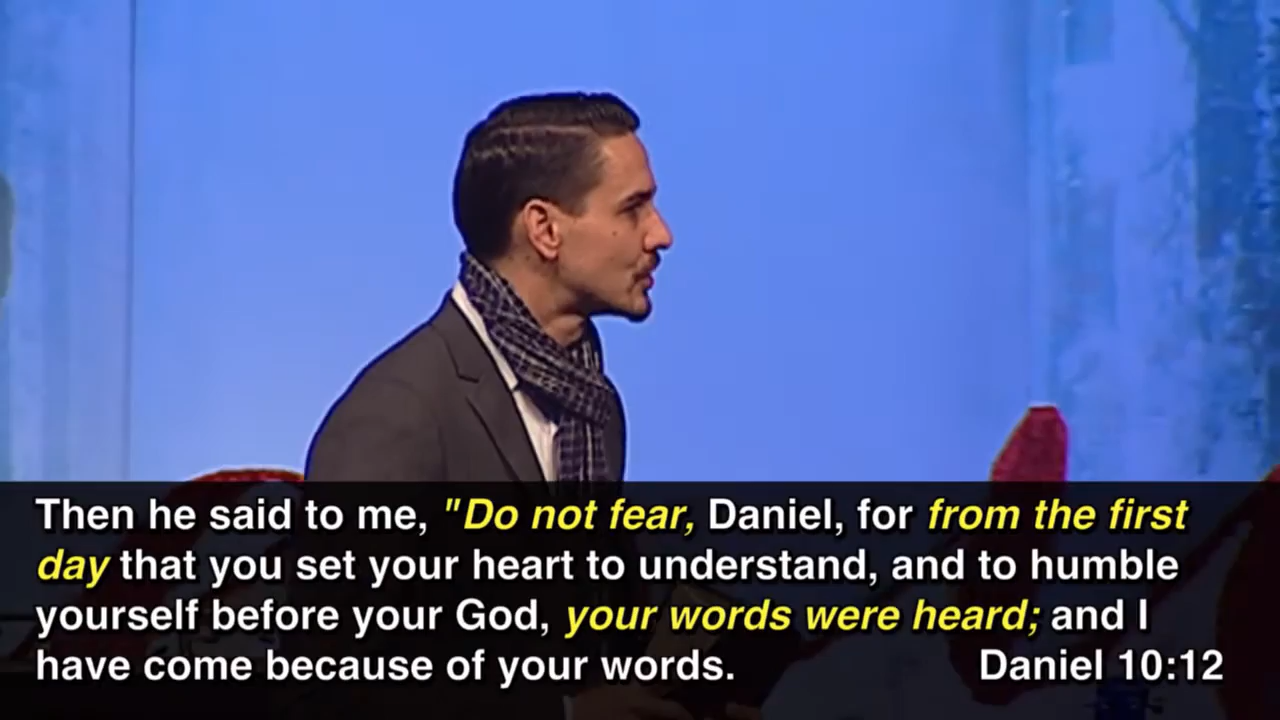 Then he said to me, "Do not fear, Daniel, for from the first
day that you set your heart to understand, and to humble
yourself before your God, your words were heard; and I
have come because of your words. Daniel 10:12